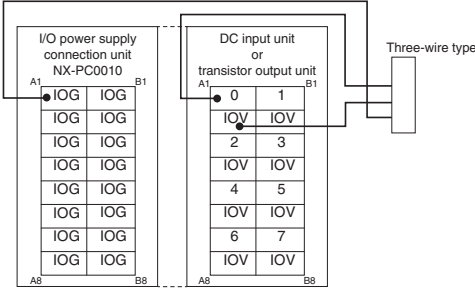 I/O power supply
connection unit
NX-PC0010
A1 B1
IOG IOG
IOG IOG
IOG IOG
IOG IOG
IOG IOG
IOG IOG
IOG IOG
IOG IOG
A8 B8
DC input unit
or
transistor output unit
A1 B1
0 1
IOV IOV
2 3
IOV IOV
4 5
IOV IOV
6 7
IOV IOV
A8 B8
Three-wire type